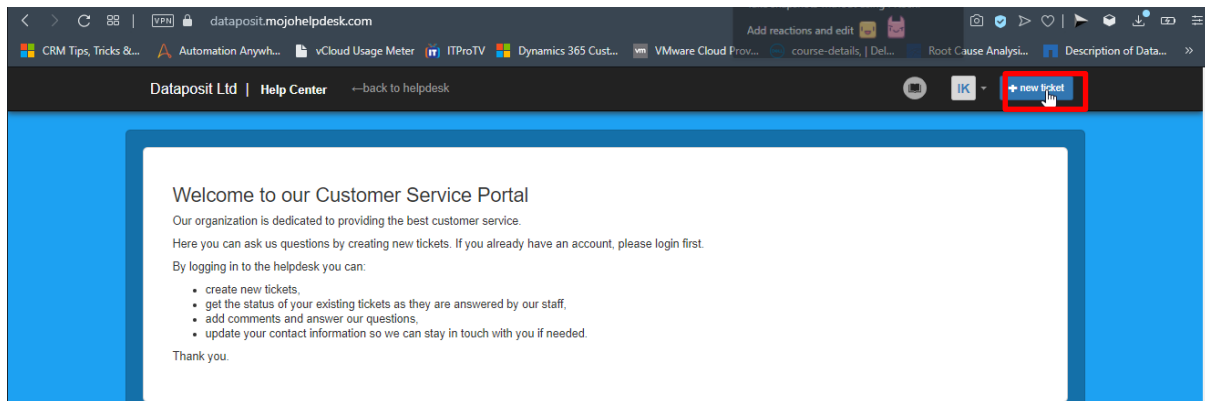 VPN dataposit.mojohelpdesk.com
Add reactions and edit
CRM Tips, Tricks &... Automation Anywh... vCloud Usage Meter ITProTV Dynamics 365 Cust... vm VMware Cloud Prov... course-details, | Del... Root Cause Analysi... Description of Data... »
Dataposit Ltd | Help Center ←back to helpdesk IK + new ticket
Welcome to our Customer Service Portal
Our organization is dedicated to providing the best customer service.
Here you can ask us questions by creating new tickets. If you already have an account, please login first.
By logging in to the helpdesk you can:
• create new tickets,
• get the status of your existing tickets as they are answered by our staff,
• add comments and answer our questions,
• update your contact information so we can stay in touch with you if needed.
Thank you.